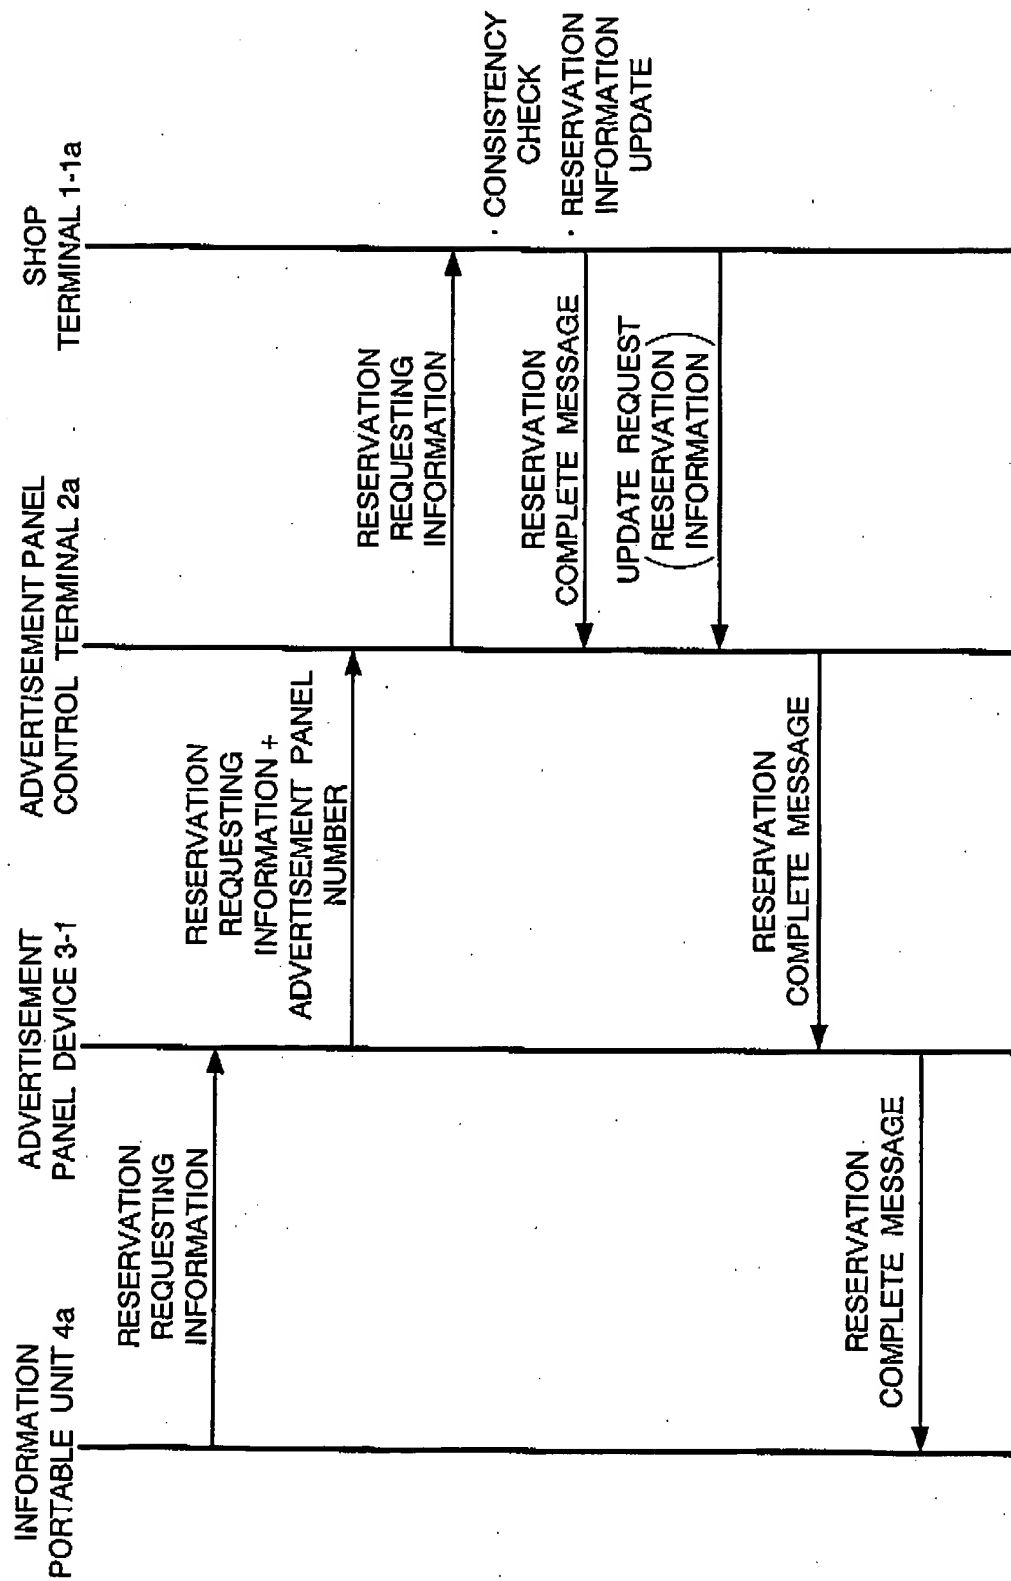 INFORMATION
PORTABLE UNIT 4a
ADVERTISEMENT
PANEL DEVICE 3-1
ADVERTISEMENT PANEL
CONTROL TERMINAL 2a
SHOP
TERMINAL 1-1a
RESERVATION
REQUESTING
INFORMATION
RESERVATION
REQUESTING
INFORMATION +
ADVERTISEMENT PANEL
NUMBER
RESERVATION
REQUESTING
INFORMATION
· CONSISTENCY
CHECK
· RESERVATION
INFORMATION
UPDATE
RESERVATION
COMPLETE MESSAGE
UPDATE REQUEST
(RESERVATION
INFORMATION)
RESERVATION
COMPLETE MESSAGE
RESERVATION
COMPLETE MESSAGE